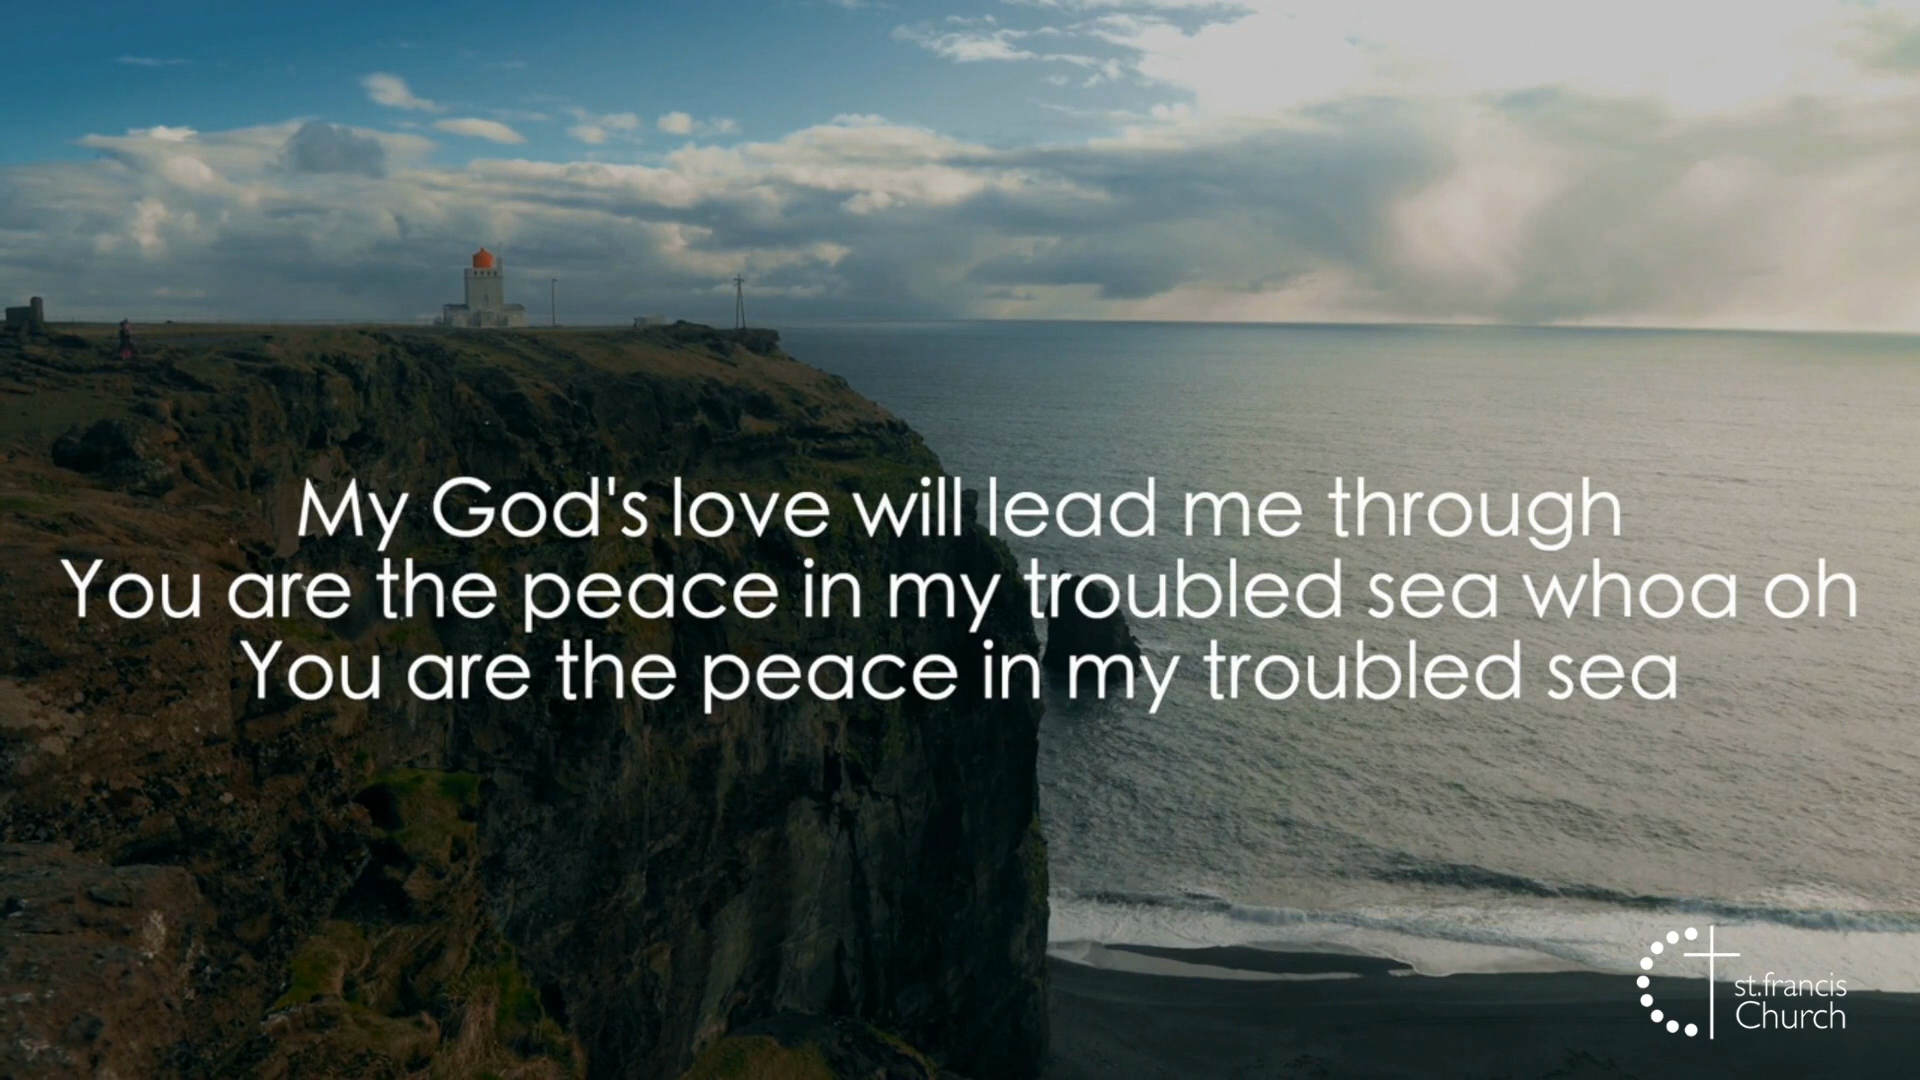 My God's love will lead me through
You are the peace in my troubled sea whoa oh
You are the peace in my troubled sea
st.francis
Church